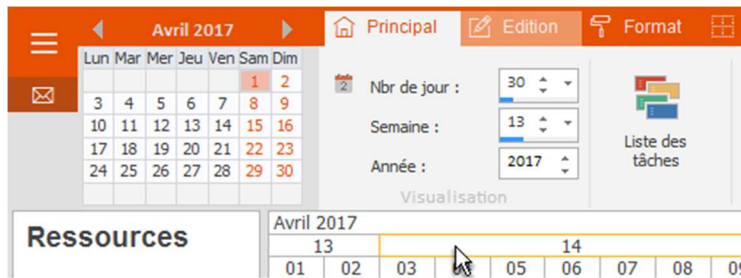 Avril 2017
Principal Edition Format
Lun Mar Mer Jeu Ven Sam Dim
1 2
3 4 5 6 7 8 9
10 11 12 13 14 15 16
17 18 19 20 21 22 23
24 25 26 27 28 29 30
2 Nbr de jour : 30
Semaine : 13
Année : 2017
Visualisation
Liste des
tâches
Ressources
Avril 2017
13 14
01 02 03 05 06 07 08